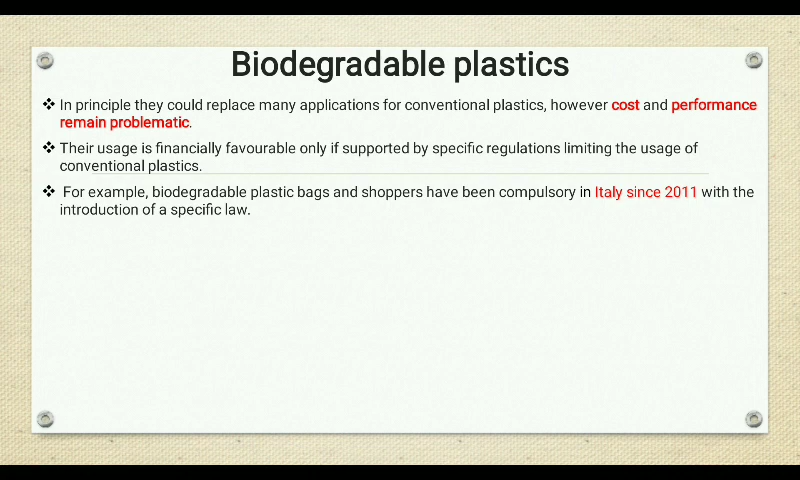 Biodegradable plastics
❖ In principle they could replace many applications for conventional plastics, however cost and performance
remain problematic.
❖ Their usage is financially favourable only if supported by specific regulations limiting the usage of
conventional plastics.
❖ For example, biodegradable plastic bags and shoppers have been compulsory in Italy since 2011 with the
introduction of a specific law.